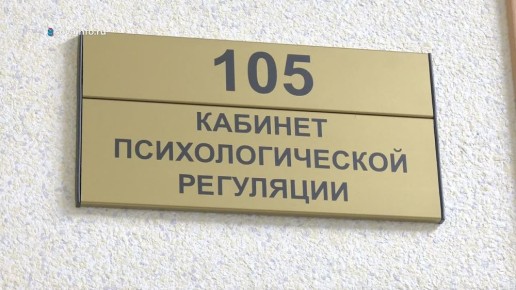 105
КАБИНЕТ
ПСИХОЛОГИЧЕСКОЙ
РЕГУЛЯЦИИ